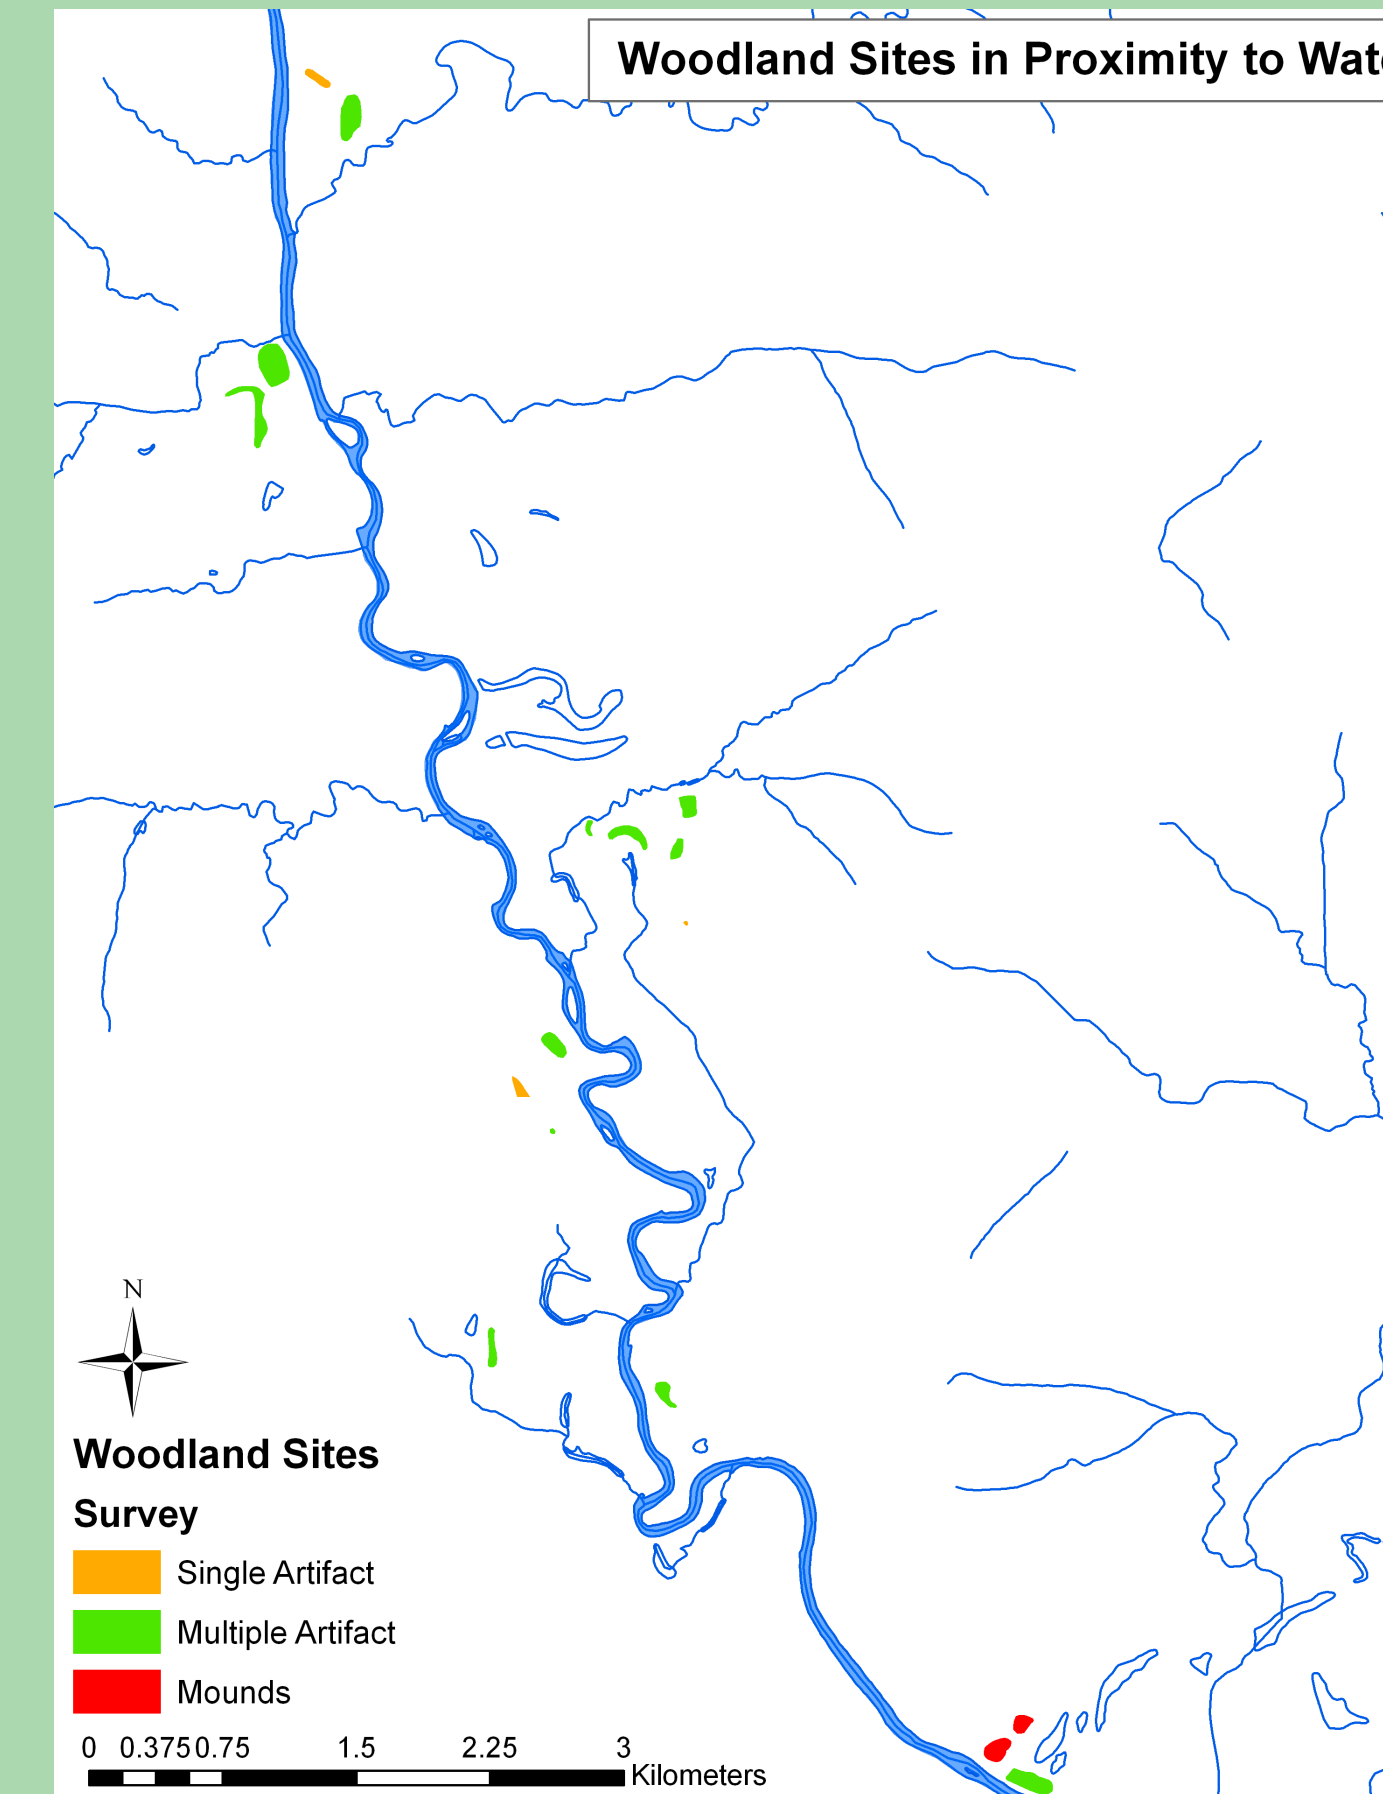 Woodland Sites in Proximity to Wat
N
Woodland Sites
Survey
Single Artifact
Multiple Artifact
Mounds
0 0.375 0.75 1.5 2.25 3
Kilometers